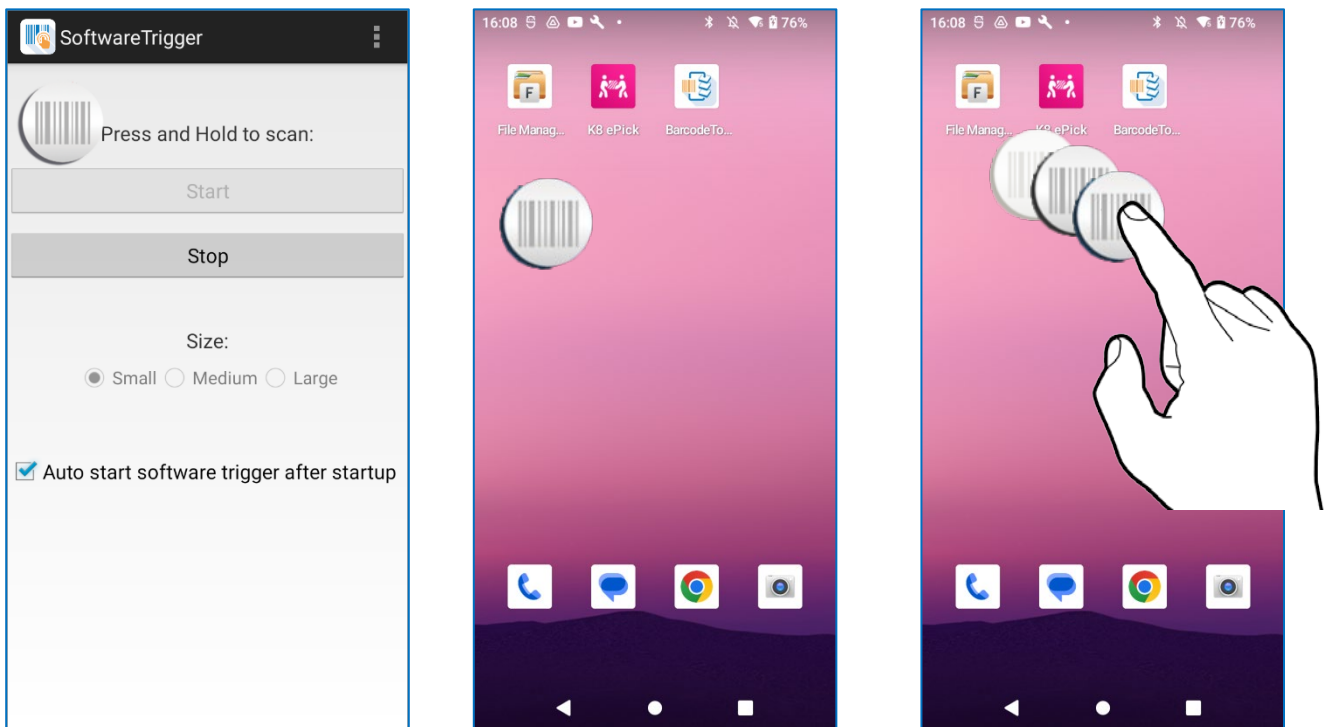 SoftwareTrigger
Press and Hold to scan:
Start
Stop
Size:
Small Medium Large
Auto start software trigger after startup
16:08 76%
F
File Manag... K8 ePick BarcodeTo...
16:08 76%
F
File Manag... K8 ePick BarcodeTo...